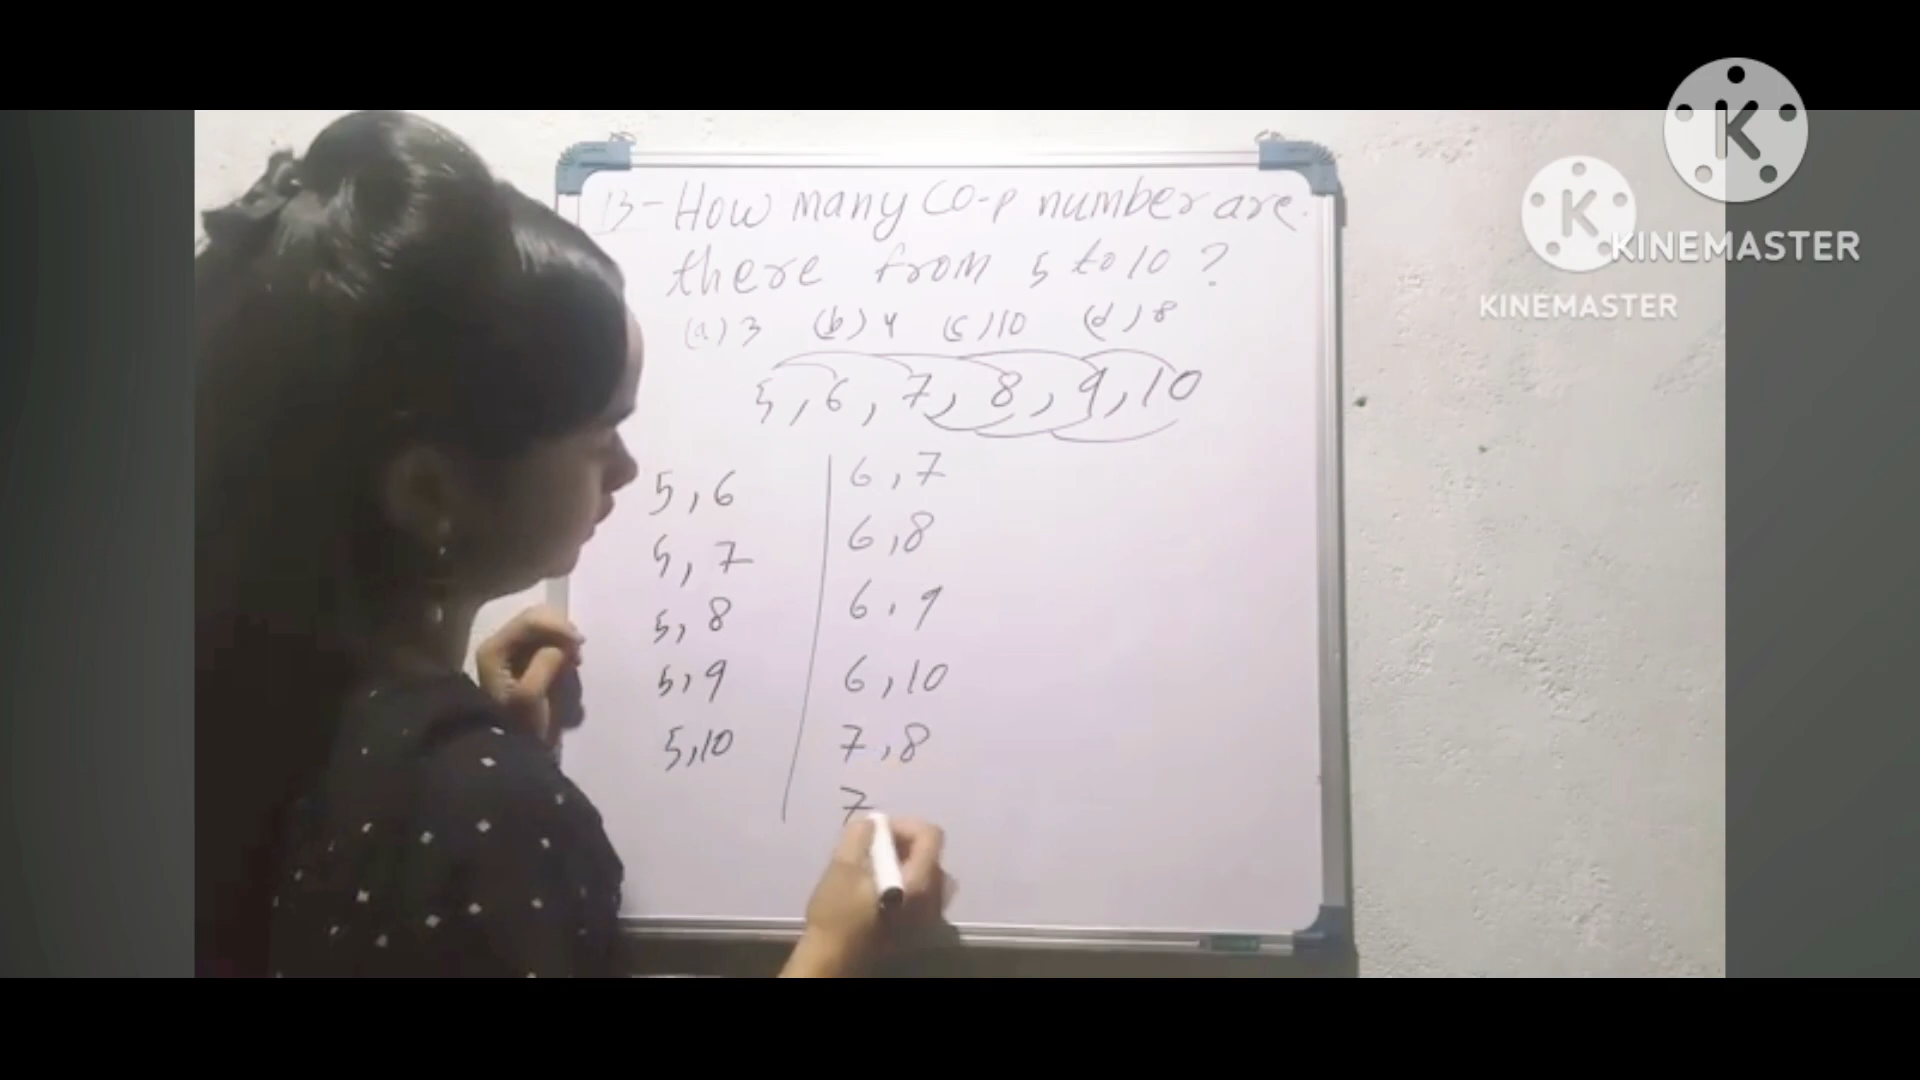 13-How many Co-p number are
there from 5 to 10 ?
(a) 3 (b) 4 (c) 10 (d) 8
5, 6, 7, 8, 9, 10
5, 6
5, 7
5, 8
5, 9
5, 10
6, 7
6, 8
6, 9
6, 10
7, 8
7
K
KINEMASTER
K
KINEMASTER